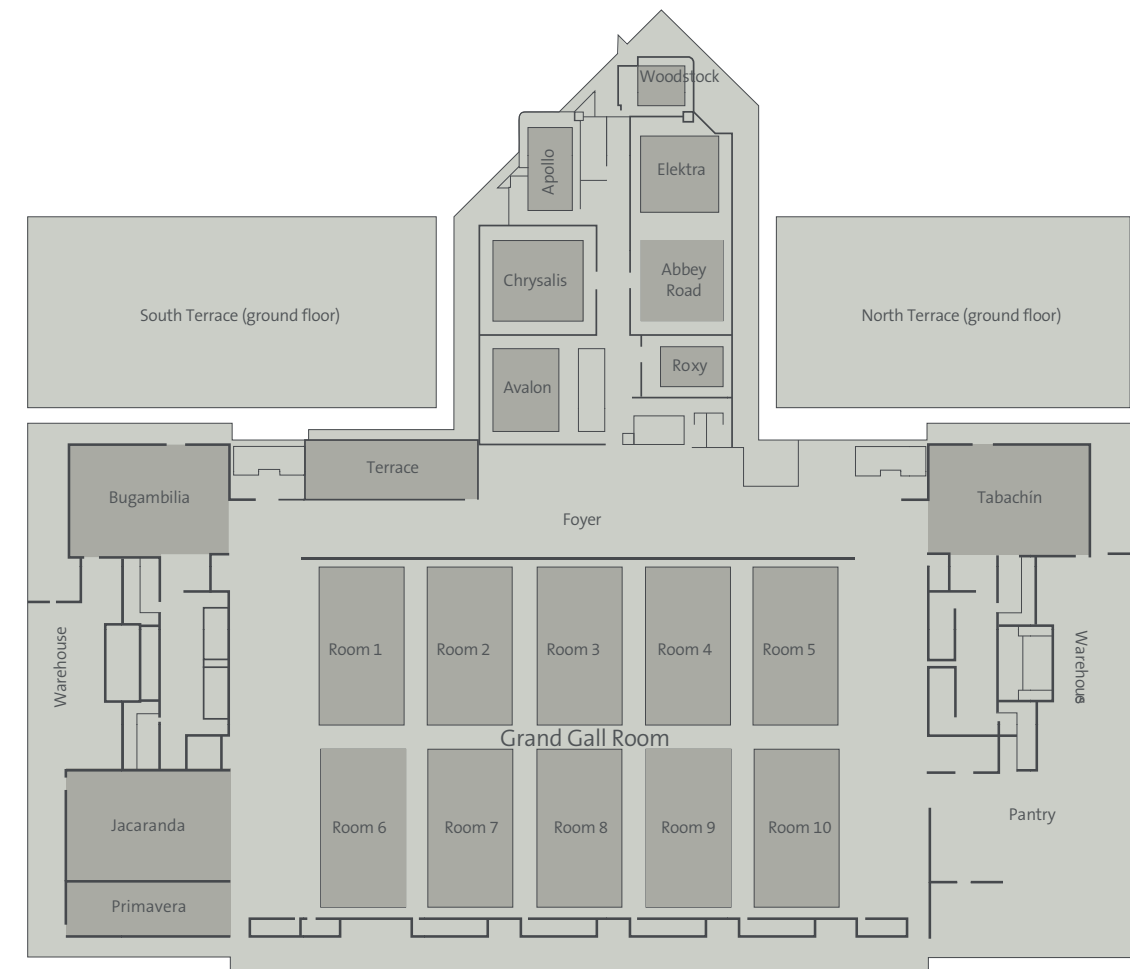 Woodstock
Apollo
Elektra
Chrysalis
Abbey
Road
South Terrace (ground floor)
North Terrace (ground floor)
Avalon
Roxy
Terrace
Bugambilia
Tabachín
Foyer
Warehouse
Room 1
Room 2
Room 3
Room 4
Room 5
Warehous
Grand Gall Room
Jacaranda
Room 6
Room 7
Room 8
Room 9
Room 10
Pantry
Primavera